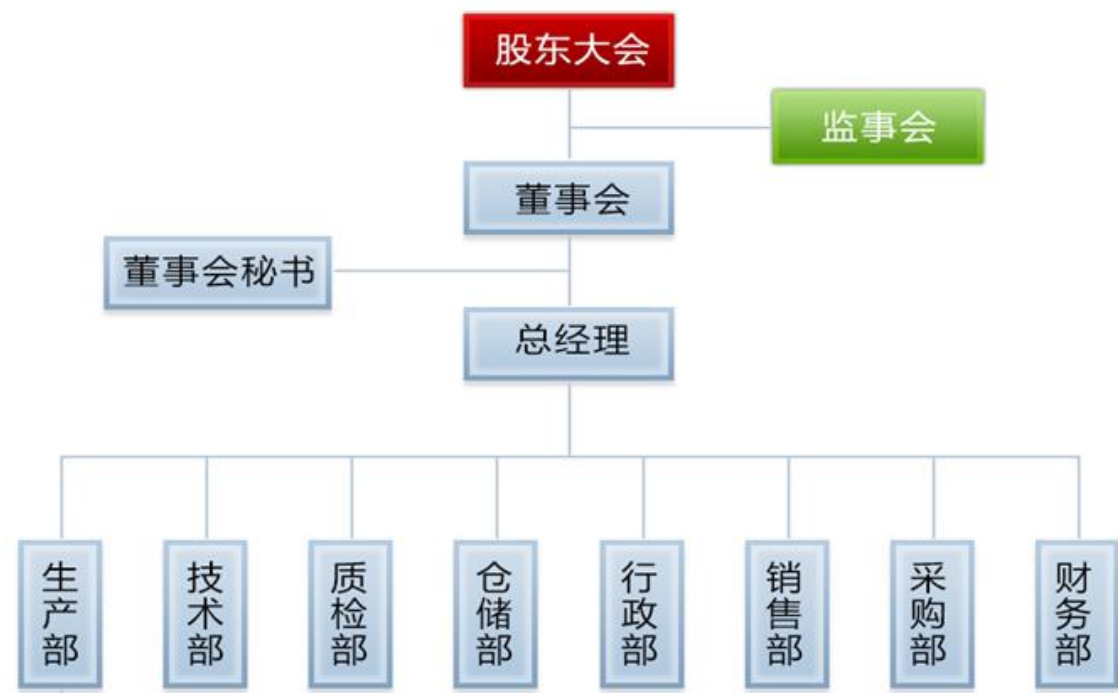 股东大会
监事会
董事会
董事会秘书
总经理
生产部
技术部
质检部
仓储部
行政部
销售部
采购部
财务部